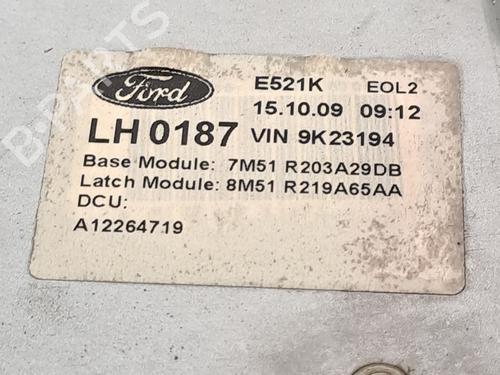 Ford
E521K EOL2
15.10.09 09:12
LH 0187 VIN 9K23194
Base Module: 7M51 R203A29DB
Latch Module: 8M51 R219A65AA
DCU:
A12264719
B-Parts